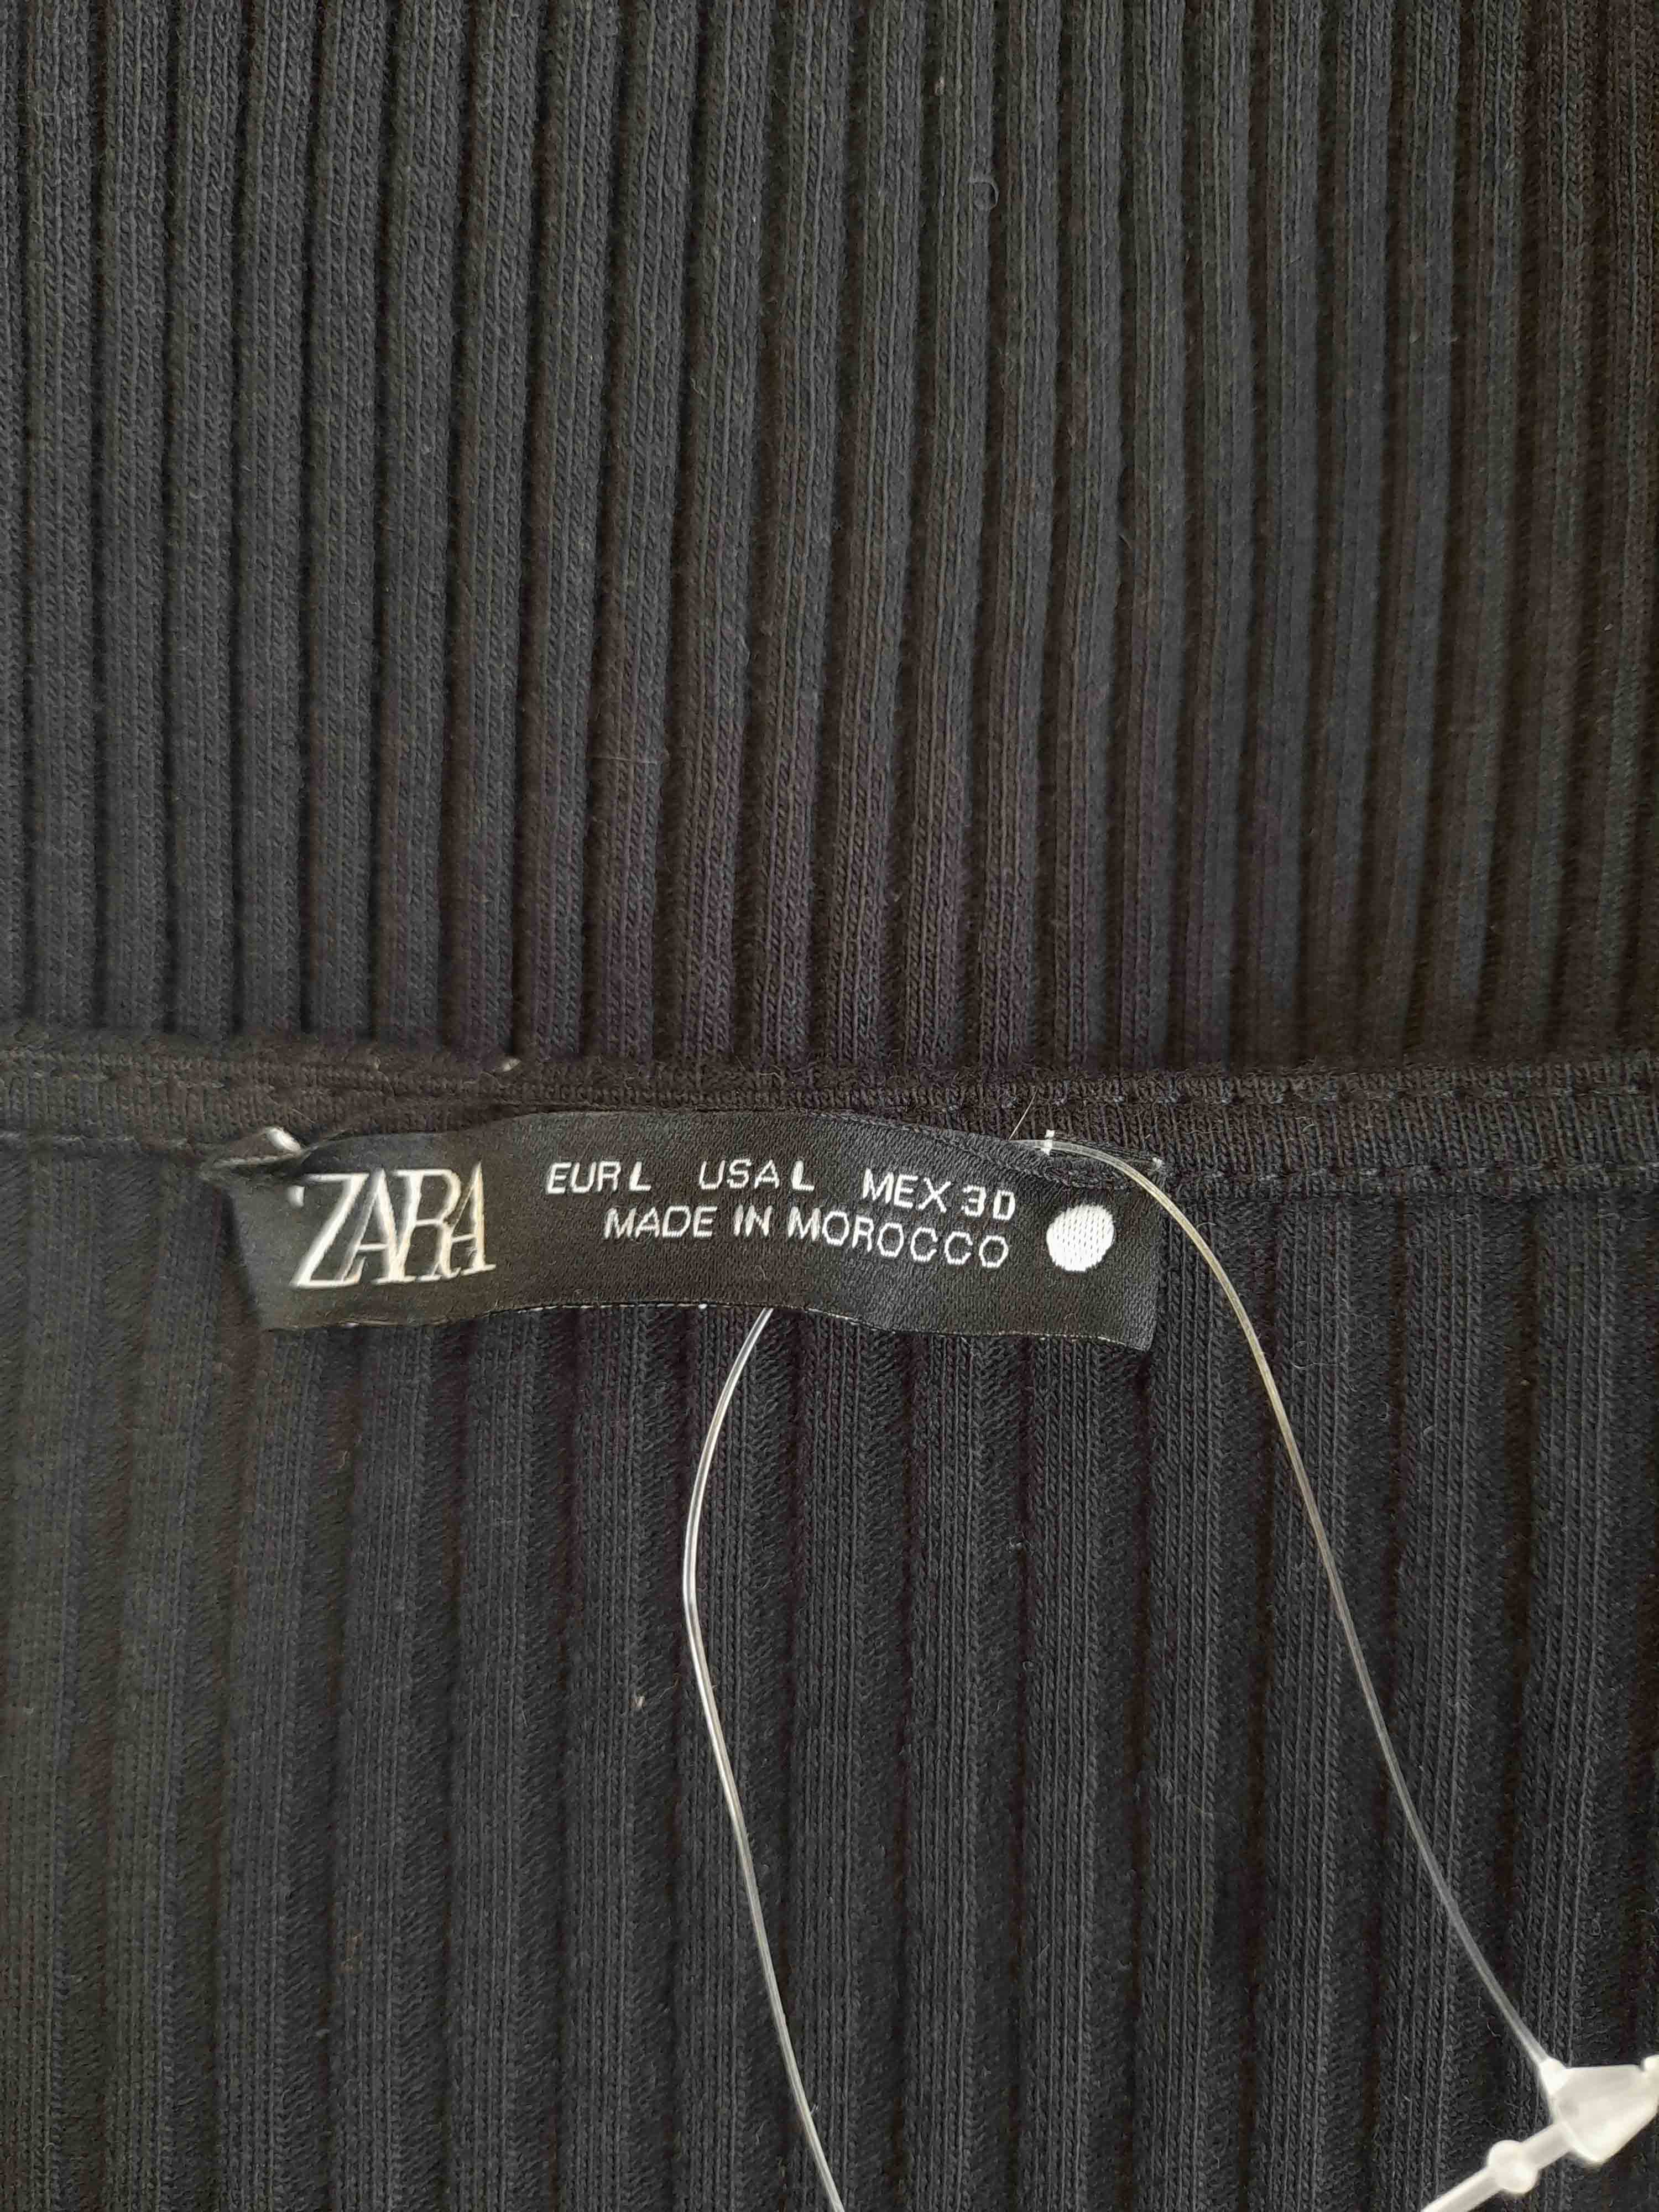 ZARA
EUR L USA L MEX 30
MADE IN MOROCCO